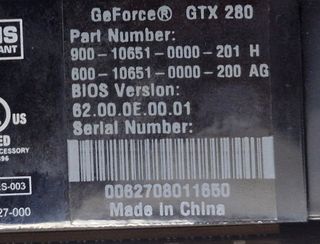 GeForce® GTX 280
Part Number:
900-10651-0000-201 H
600-10651-0000-200 AG
BIOS Version:
62.00.0E.00.01
Serial Number:
0062708011650
Made in China
US